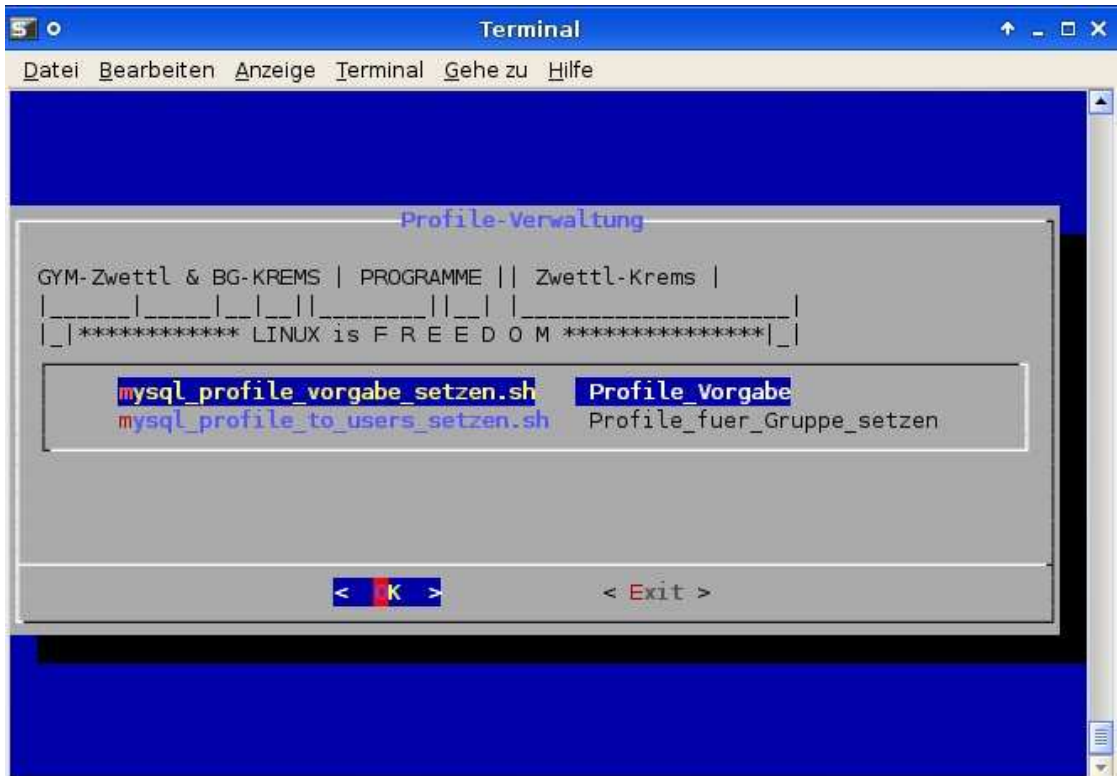 Terminal
Datei Bearbeiten Anzeige Terminal Gehe zu Hilfe
Profile-Verwaltung
GYM-Zwettl & BG-KREMS | PROGRAMME || Zwettl-Krems |
|______|_____|__|__||________||__| |____________________|
|_|************ LINUX is F R E E D O M ***************|_|
mysql_profile_vorgabe_setzen.sh Profile_Vorgabe
mysql_profile_to_users_setzen.sh Profile_fuer_Gruppe_setzen
< OK > < Exit >